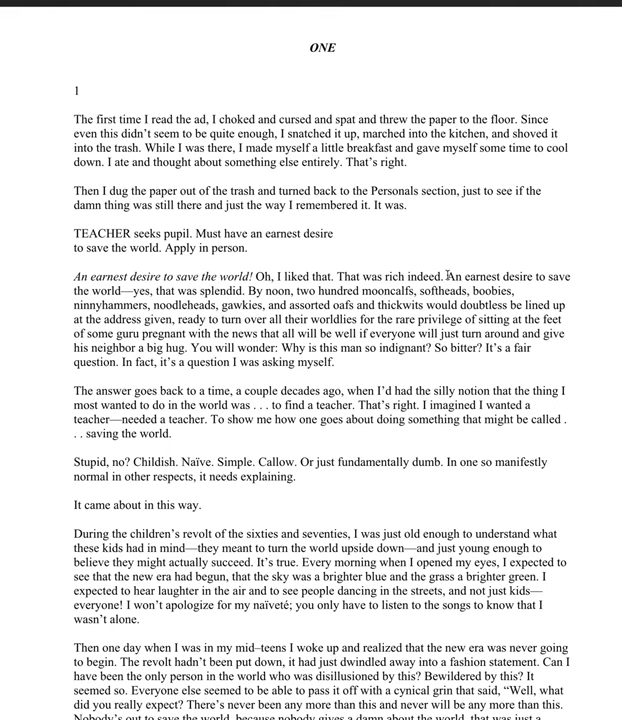 ONE
1
The first time I read the ad, I choked and cursed and spat and threw the paper to the floor. Since
even this didn’t seem to be quite enough, I snatched it up, marched into the kitchen, and shoved it
into the trash. While I was there, I made myself a little breakfast and gave myself some time to cool
down. I ate and thought about something else entirely. That’s right.
Then I dug the paper out of the trash and turned back to the Personals section, just to see if the
damn thing was still there and just the way I remembered it. It was.
TEACHER seeks pupil. Must have an earnest desire
to save the world. Apply in person.
An earnest desire to save the world! Oh, I liked that. That was rich indeed. An earnest desire to save
the world—yes, that was splendid. By noon, two hundred mooncalfs, softheads, boobies,
ninnyhammers, noodleheads, gawkies, and assorted oafs and thickwits would doubtless be lined up
at the address given, ready to turn over all their worldlies for the rare privilege of sitting at the feet
of some guru pregnant with the news that all will be well if everyone will just turn around and give
his neighbor a big hug. You will wonder: Why is this man so indignant? So bitter? It’s a fair
question. In fact, it’s a question I was asking myself.
The answer goes back to a time, a couple decades ago, when I’d had the silly notion that the thing I
most wanted to do in the world was . . . to find a teacher. That’s right. I imagined I wanted a
teacher—needed a teacher. To show me how one goes about doing something that might be called .
. . saving the world.
Stupid, no? Childish. Naïve. Simple. Callow. Or just fundamentally dumb. In one so manifestly
normal in other respects, it needs explaining.
It came about in this way.
During the children’s revolt of the sixties and seventies, I was just old enough to understand what
these kids had in mind—they meant to turn the world upside down—and just young enough to
believe they might actually succeed. It’s true. Every morning when I opened my eyes, I expected to
see that the new era had begun, that the sky was a brighter blue and the grass a brighter green. I
expected to hear laughter in the air and to see people dancing in the streets, and not just kids—
everyone! I won’t apologize for my naïveté; you only have to listen to the songs to know that I
wasn’t alone.
Then one day when I was in my mid–teens I woke up and realized that the new era was never going
to begin. The revolt hadn’t been put down, it had just dwindled away into a fashion statement. Can I
have been the only person in the world who was disillusioned by this? Bewildered by this? It
seemed so. Everyone else seemed to be able to pass it off with a cynical grin that said, “Well, what
did you really expect? There’s never been any more than this and never will be any more than this.
Nobody’s out to save the world, because nobody gives a damn about the world, that was just a